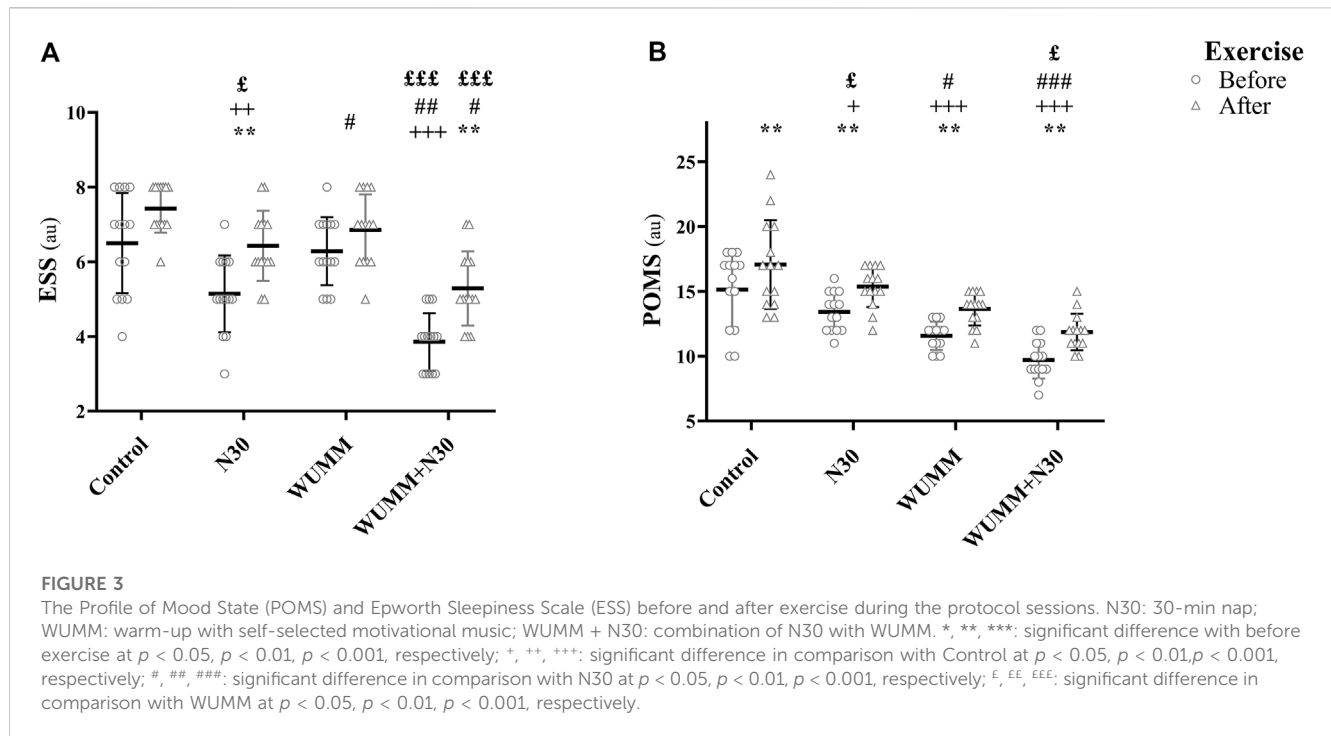 A
£ £££ £££
++ ## #
** # +++ **
10
8
6
4
2
ESS (au)
Control
N30
WUMM
WUMM+N30
B
£
£ # ###
+ +++ +++
** ** ** **
25
20
15
10
5
POMS (au)
Control
N30
WUMM
WUMM+N30
Exercise
Before
After
FIGURE 3
The Profile of Mood State (POMS) and Epworth Sleepiness Scale (ESS) before and after exercise during the protocol sessions. N30: 30-min nap;
WUMM: warm-up with self-selected motivational music; WUMM + N30: combination of N30 with WUMM. *, **, ***: significant difference with before
exercise at p < 0.05, p < 0.01, p < 0.001, respectively; +, ++, +++: significant difference in comparison with Control at p < 0.05, p < 0.01,p < 0.001,
respectively; #, ##, ###: significant difference in comparison with N30 at p < 0.05, p < 0.01, p < 0.001, respectively; £, ££, £££: significant difference in
comparison with WUMM at p < 0.05, p < 0.01, p < 0.001, respectively.